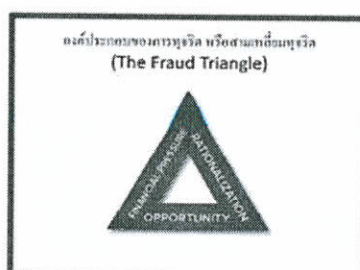 องค์ประกอบของการทุจริต หรือสามเหลี่ยมทุจริต
(The Fraud Triangle)
FINANCIAL PRESSURE
RATIONALIZATION
OPPORTUNITY